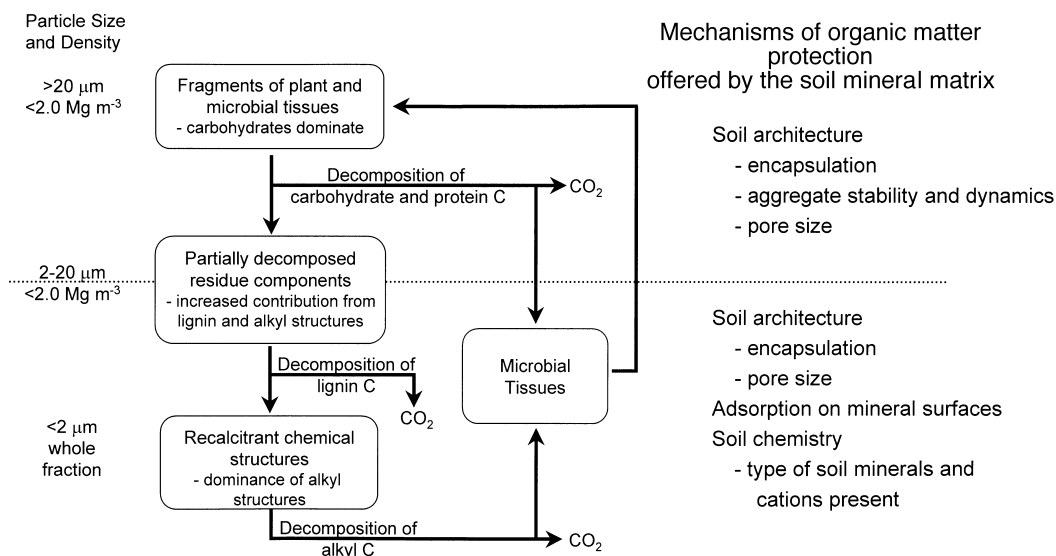 Particle Size
and Density
>20 μm
<2.0 Mg m-3
2-20 μm
<2.0 Mg m-3
<2 μm
whole
fraction
Fragments of plant and
microbial tissues
- carbohydrates dominate
Decomposition of
carbohydrate and protein C
CO2
Partially decomposed
residue components
- increased contribution from
lignin and alkyl structures
Decomposition of
lignin C
CO2
Microbial
Tissues
Recalcitrant chemical
structures
- dominance of alkyl
structures
Decomposition of
alkyl C
CO2
Mechanisms of organic matter
protection
offered by the soil mineral matrix
Soil architecture
- encapsulation
- aggregate stability and dynamics
- pore size
Soil architecture
- encapsulation
- pore size
Adsorption on mineral surfaces
Soil chemistry
- type of soil minerals and
cations present